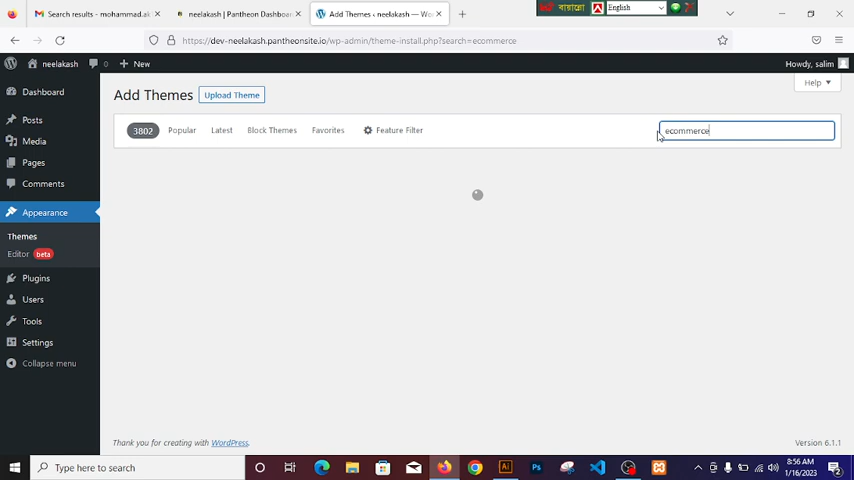 Search results - mohammad.ak
neelakash | Pantheon Dashboar
Add Themes ‹ neelakash — Wo
বায়ান্নো
English
https://dev-neelakash.pantheonsite.io/wp-admin/theme-install.php?search=ecommerce
neelakash
0
New
Howdy, salim
Help
Dashboard
Posts
Media
Pages
Comments
Appearance
Themes
Editor beta
Plugins
Users
Tools
Settings
Collapse menu
Add Themes
Upload Theme
3802
Popular
Latest
Block Themes
Favorites
Feature Filter
ecommerce
Thank you for creating with WordPress.
Version 6.1.1
Type here to search
8:56 AM
1/16/2023
2